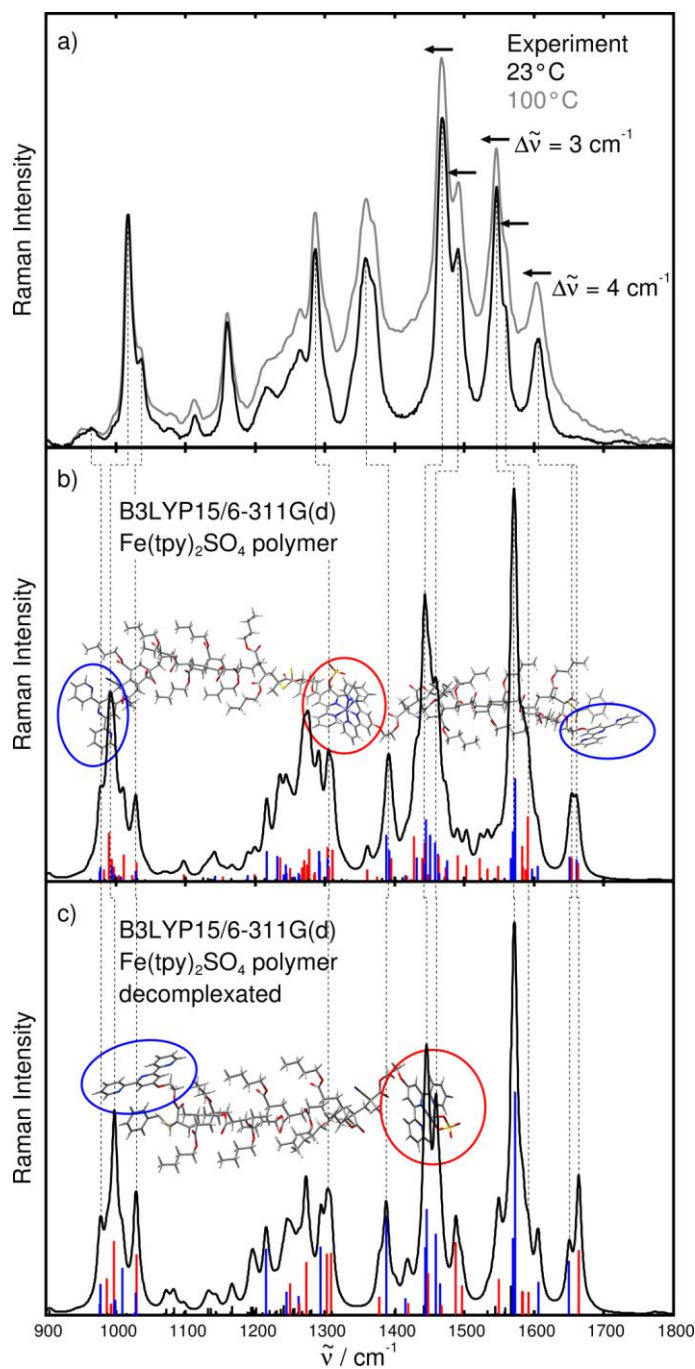 a)
Experiment
23°C
100°C
Δν̃ = 3 cm⁻¹
Δν̃ = 4 cm⁻¹
Raman Intensity
b)
B3LYP15/6-311G(d)
Fe(tpy)₂SO₄ polymer
Raman Intensity
c)
B3LYP15/6-311G(d)
Fe(tpy)₂SO₄ polymer
decomplexated
Raman Intensity
900 1000 1100 1200 1300 1400 1500 1600 1700 1800
ν̃ / cm⁻¹